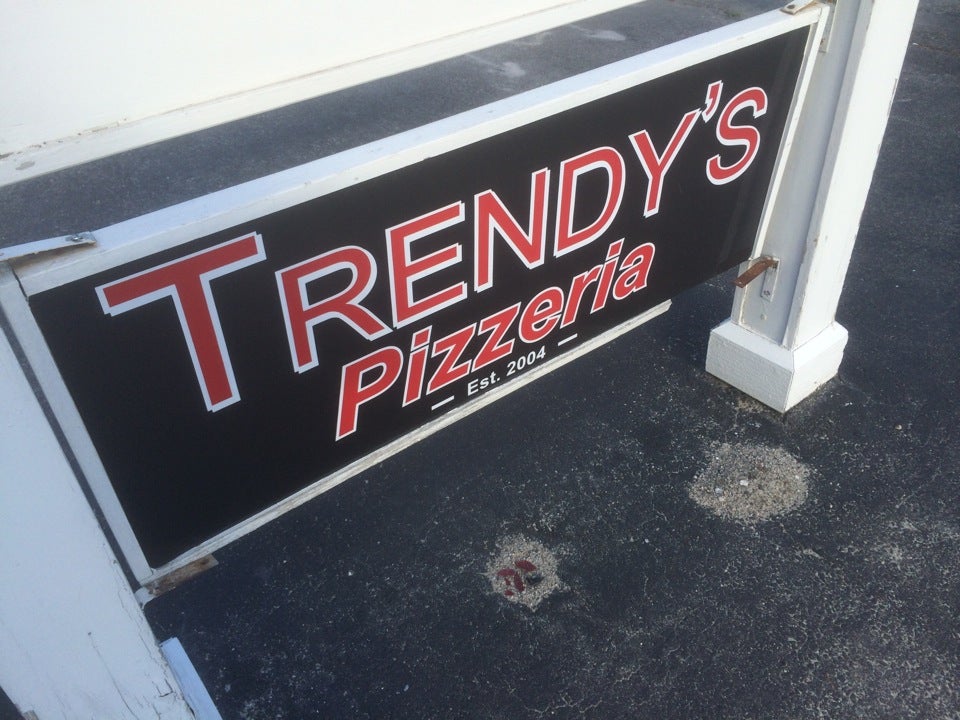 TRENDY'S
Pizzeria
— Est. 2004 —